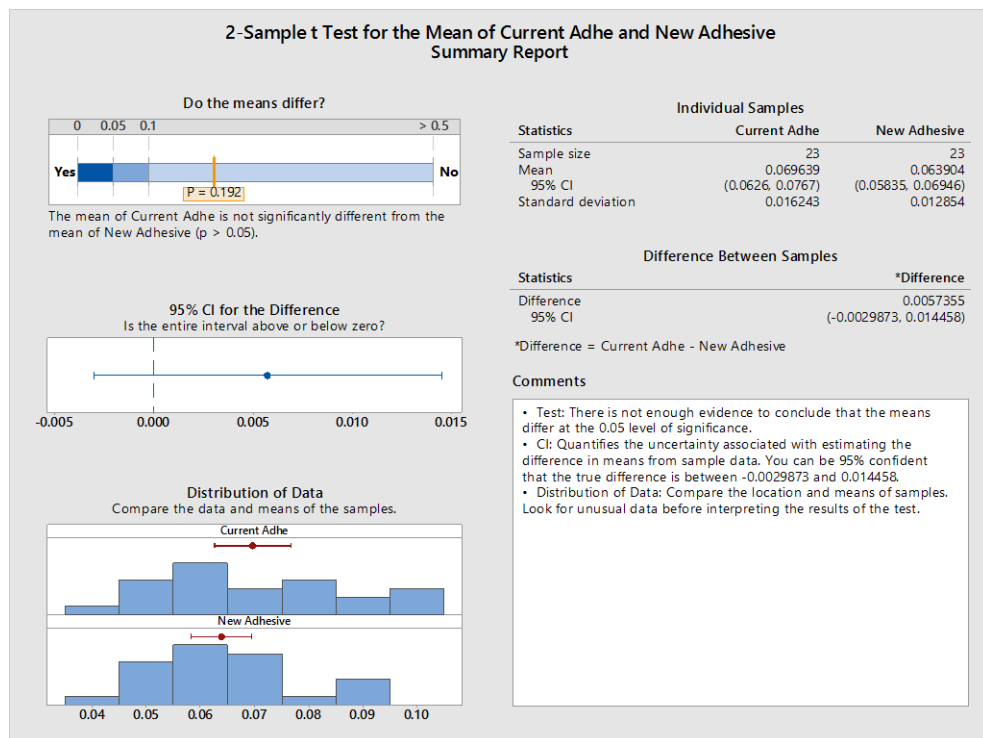 2-Sample t Test for the Mean of Current Adhe and New Adhesive
Summary Report
Do the means differ?
0 0.05 0.1 > 0.5
Yes No
P = 0.192
The mean of Current Adhe is not significantly different from the
mean of New Adhesive (p > 0.05).
95% CI for the Difference
Is the entire interval above or below zero?
-0.005 0.000 0.005 0.010 0.015
Distribution of Data
Compare the data and means of the samples.
Current Adhe
New Adhesive
0.04 0.05 0.06 0.07 0.08 0.09 0.10
Individual Samples
Statistics Current Adhe New Adhesive
Sample size 23 23
Mean 0.069639 0.063904
95% CI (0.0626, 0.0767) (0.05835, 0.06946)
Standard deviation 0.016243 0.012854
Difference Between Samples
Statistics *Difference
Difference 0.0057355
95% CI (-0.0029873, 0.014458)
*Difference = Current Adhe - New Adhesive
Comments
• Test: There is not enough evidence to conclude that the means
differ at the 0.05 level of significance.
• CI: Quantifies the uncertainty associated with estimating the
difference in means from sample data. You can be 95% confident
that the true difference is between -0.0029873 and 0.014458.
• Distribution of Data: Compare the location and means of samples.
Look for unusual data before interpreting the results of the test.